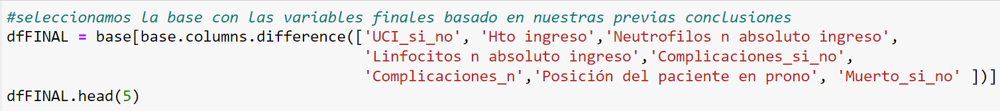 #seleccionamos la base con las variables finales basado en nuestras previas conclusiones
dfFINAL = base[base.columns.difference(['UCI_si_no', 'Hto ingreso','Neutrofilos n absoluto ingreso',
'Linfocitos n absoluto ingreso','Complicaciones_si_no',
'Complicaciones_n','Posición del paciente en prono', 'Muerto_si_no' ])]
dfFINAL.head(5)